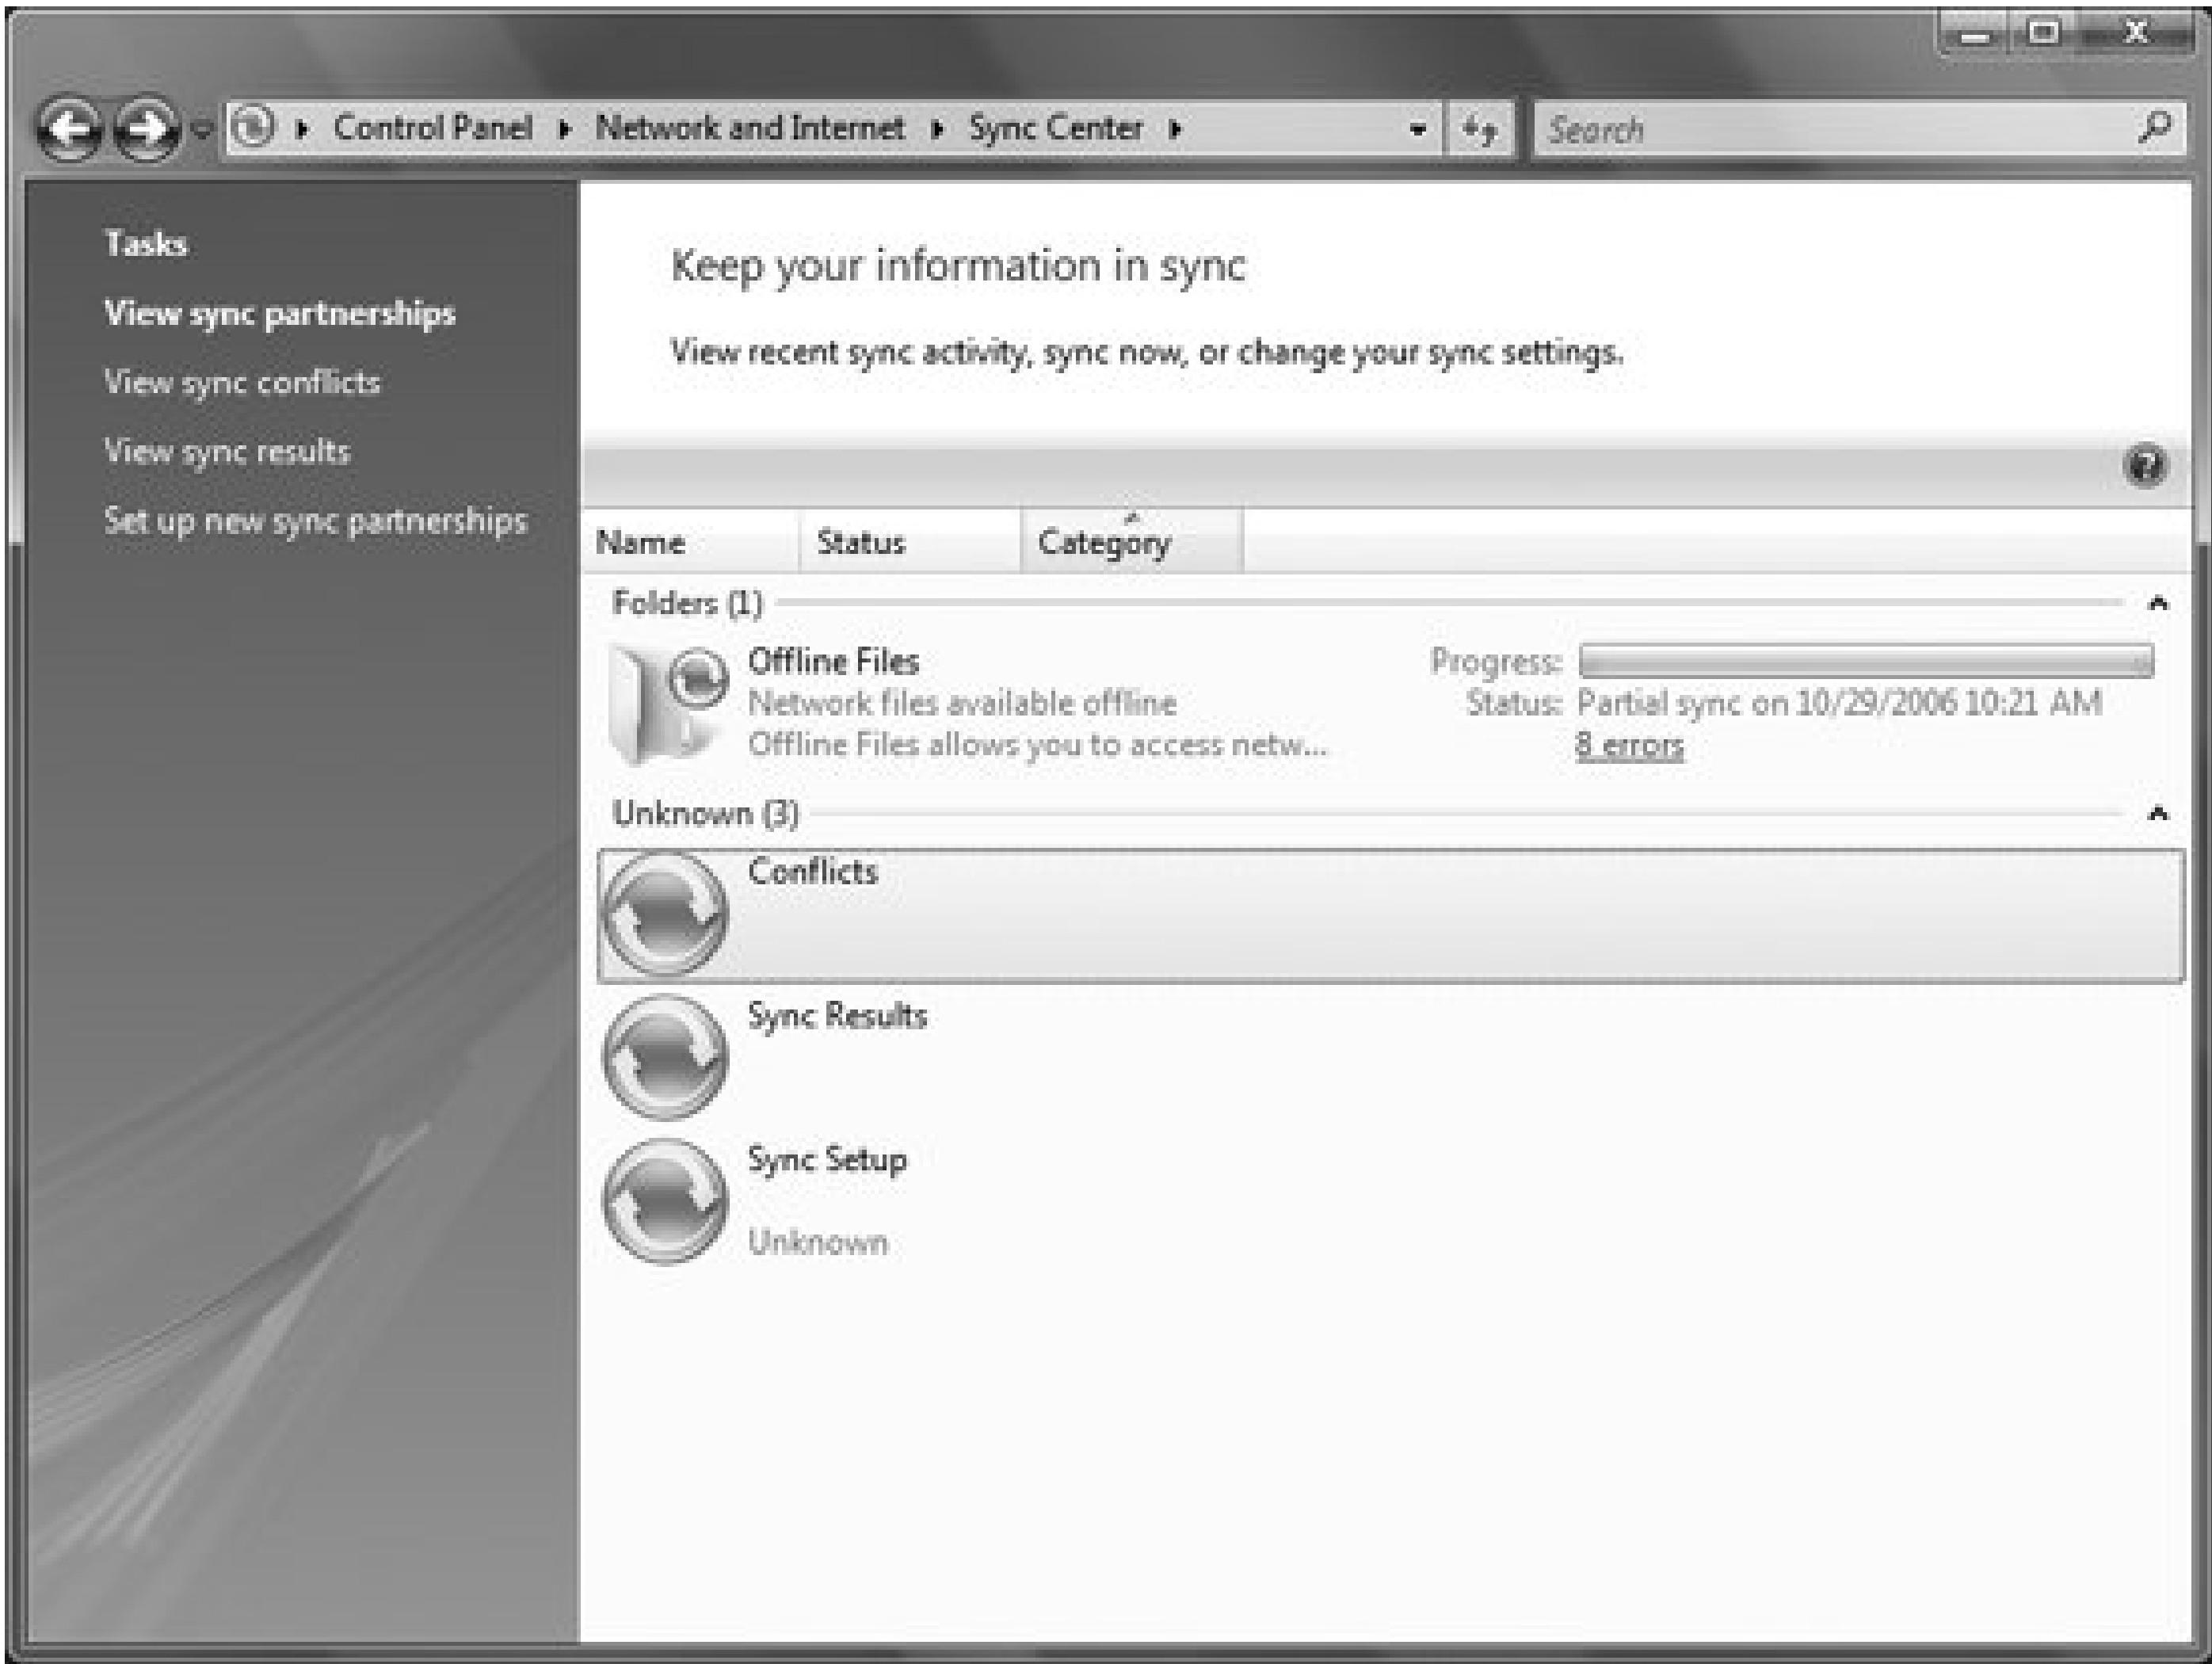 Control Panel Network and Internet Sync Center
Search
Tasks
View sync partnerships
View sync conflicts
View sync results
Set up new sync partnerships
Keep your information in sync
View recent sync activity, sync now, or change your sync settings.
Name Status Category
Folders (1)
Offline Files
Network files available offline
Offline Files allows you to access netw...
Progress:
Status: Partial sync on 10/29/2006 10:21 AM
8 errors
Unknown (3)
Conflicts
Sync Results
Sync Setup
Unknown